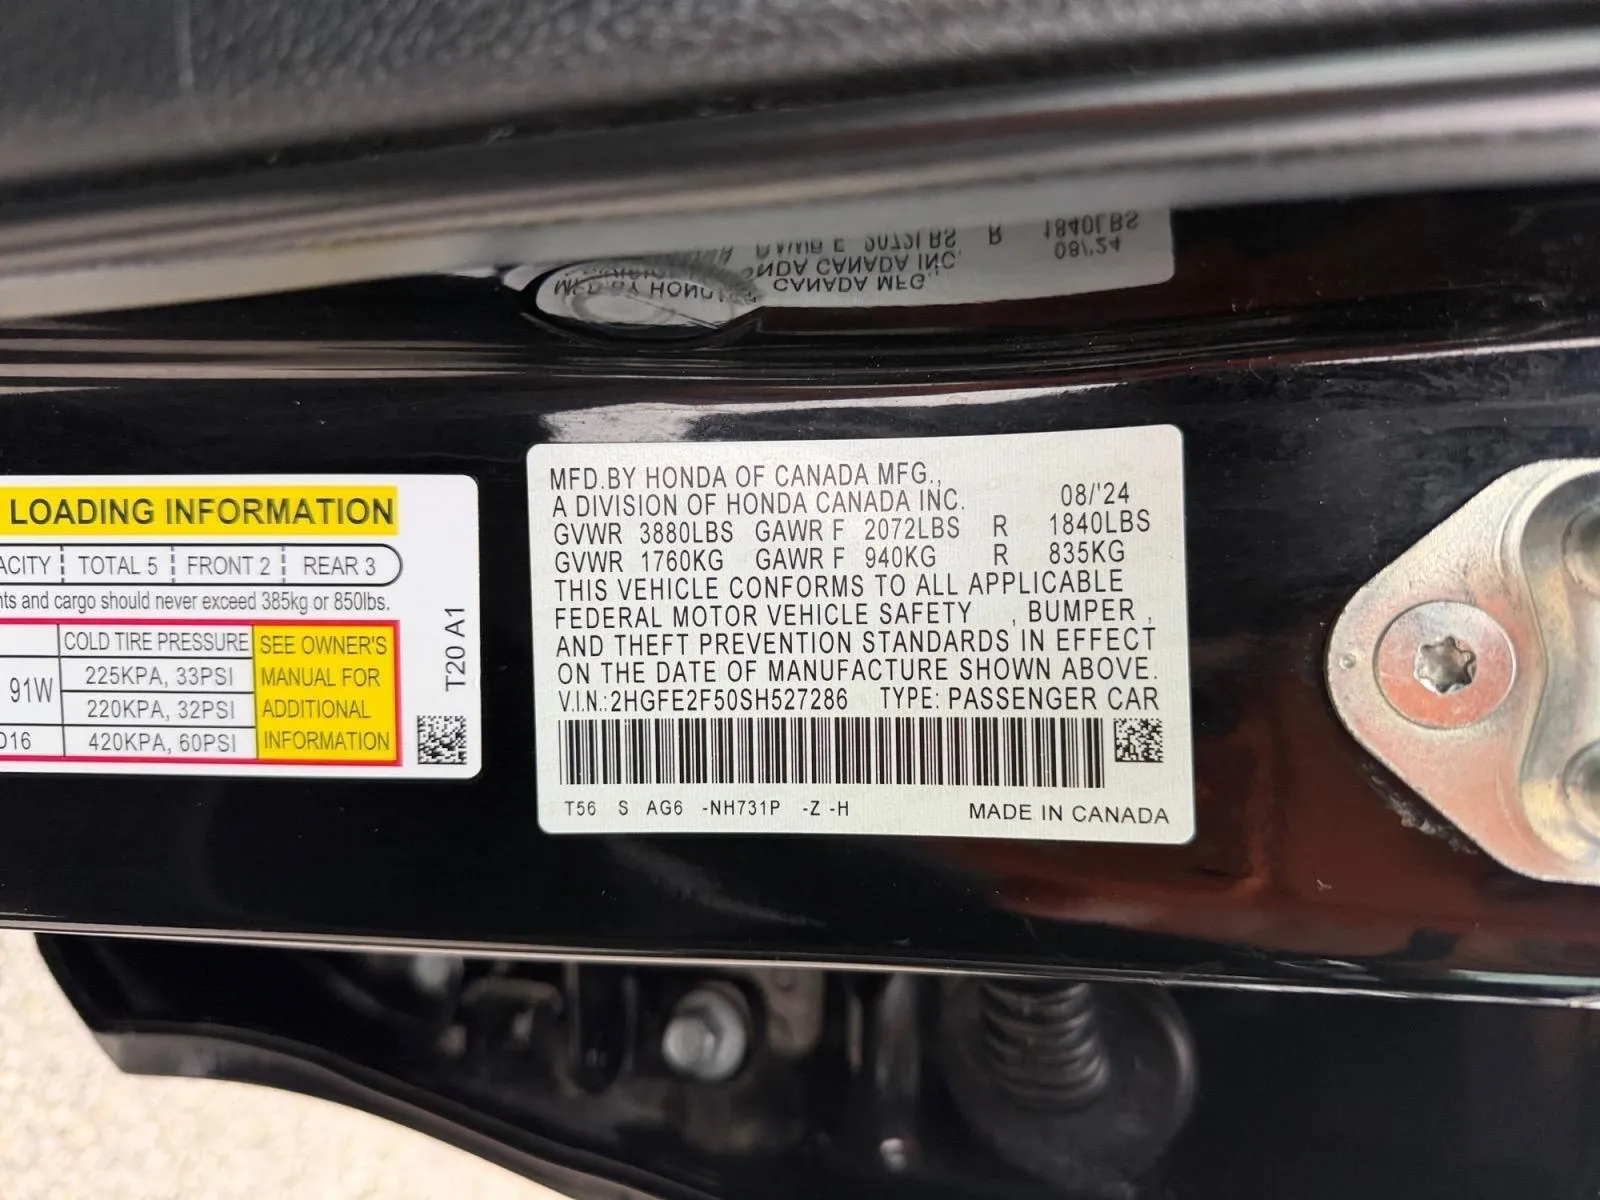 LOADING INFORMATION
ACITY TOTAL 5 FRONT 2 REAR 3
nts and cargo should never exceed 385kg or 850lbs.
COLD TIRE PRESSURE SEE OWNER'S
91W 225KPA, 33PSI MANUAL FOR
220KPA, 32PSI ADDITIONAL
D16 420KPA, 60PSI INFORMATION
T20 A1
MFD.BY HONDA OF CANADA MFG.,
A DIVISION OF HONDA CANADA INC. 08/'24
GVWR 3880LBS GAWR F 2072LBS R 1840LBS
GVWR 1760KG GAWR F 940KG R 835KG
THIS VEHICLE CONFORMS TO ALL APPLICABLE
FEDERAL MOTOR VEHICLE SAFETY , BUMPER ,
AND THEFT PREVENTION STANDARDS IN EFFECT
ON THE DATE OF MANUFACTURE SHOWN ABOVE.
V.I.N.:2HGFE2F50SH527286 TYPE: PASSENGER CAR
T56 S AG6 -NH731P -Z -H MADE IN CANADA